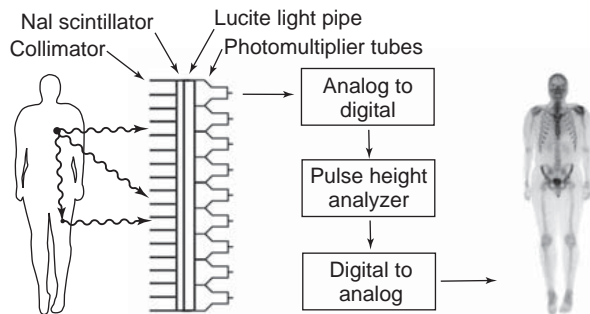 NaI scintillator
Lucite light pipe
Collimator
Photomultiplier tubes
Analog to
digital
Pulse height
analyzer
Digital to
analog